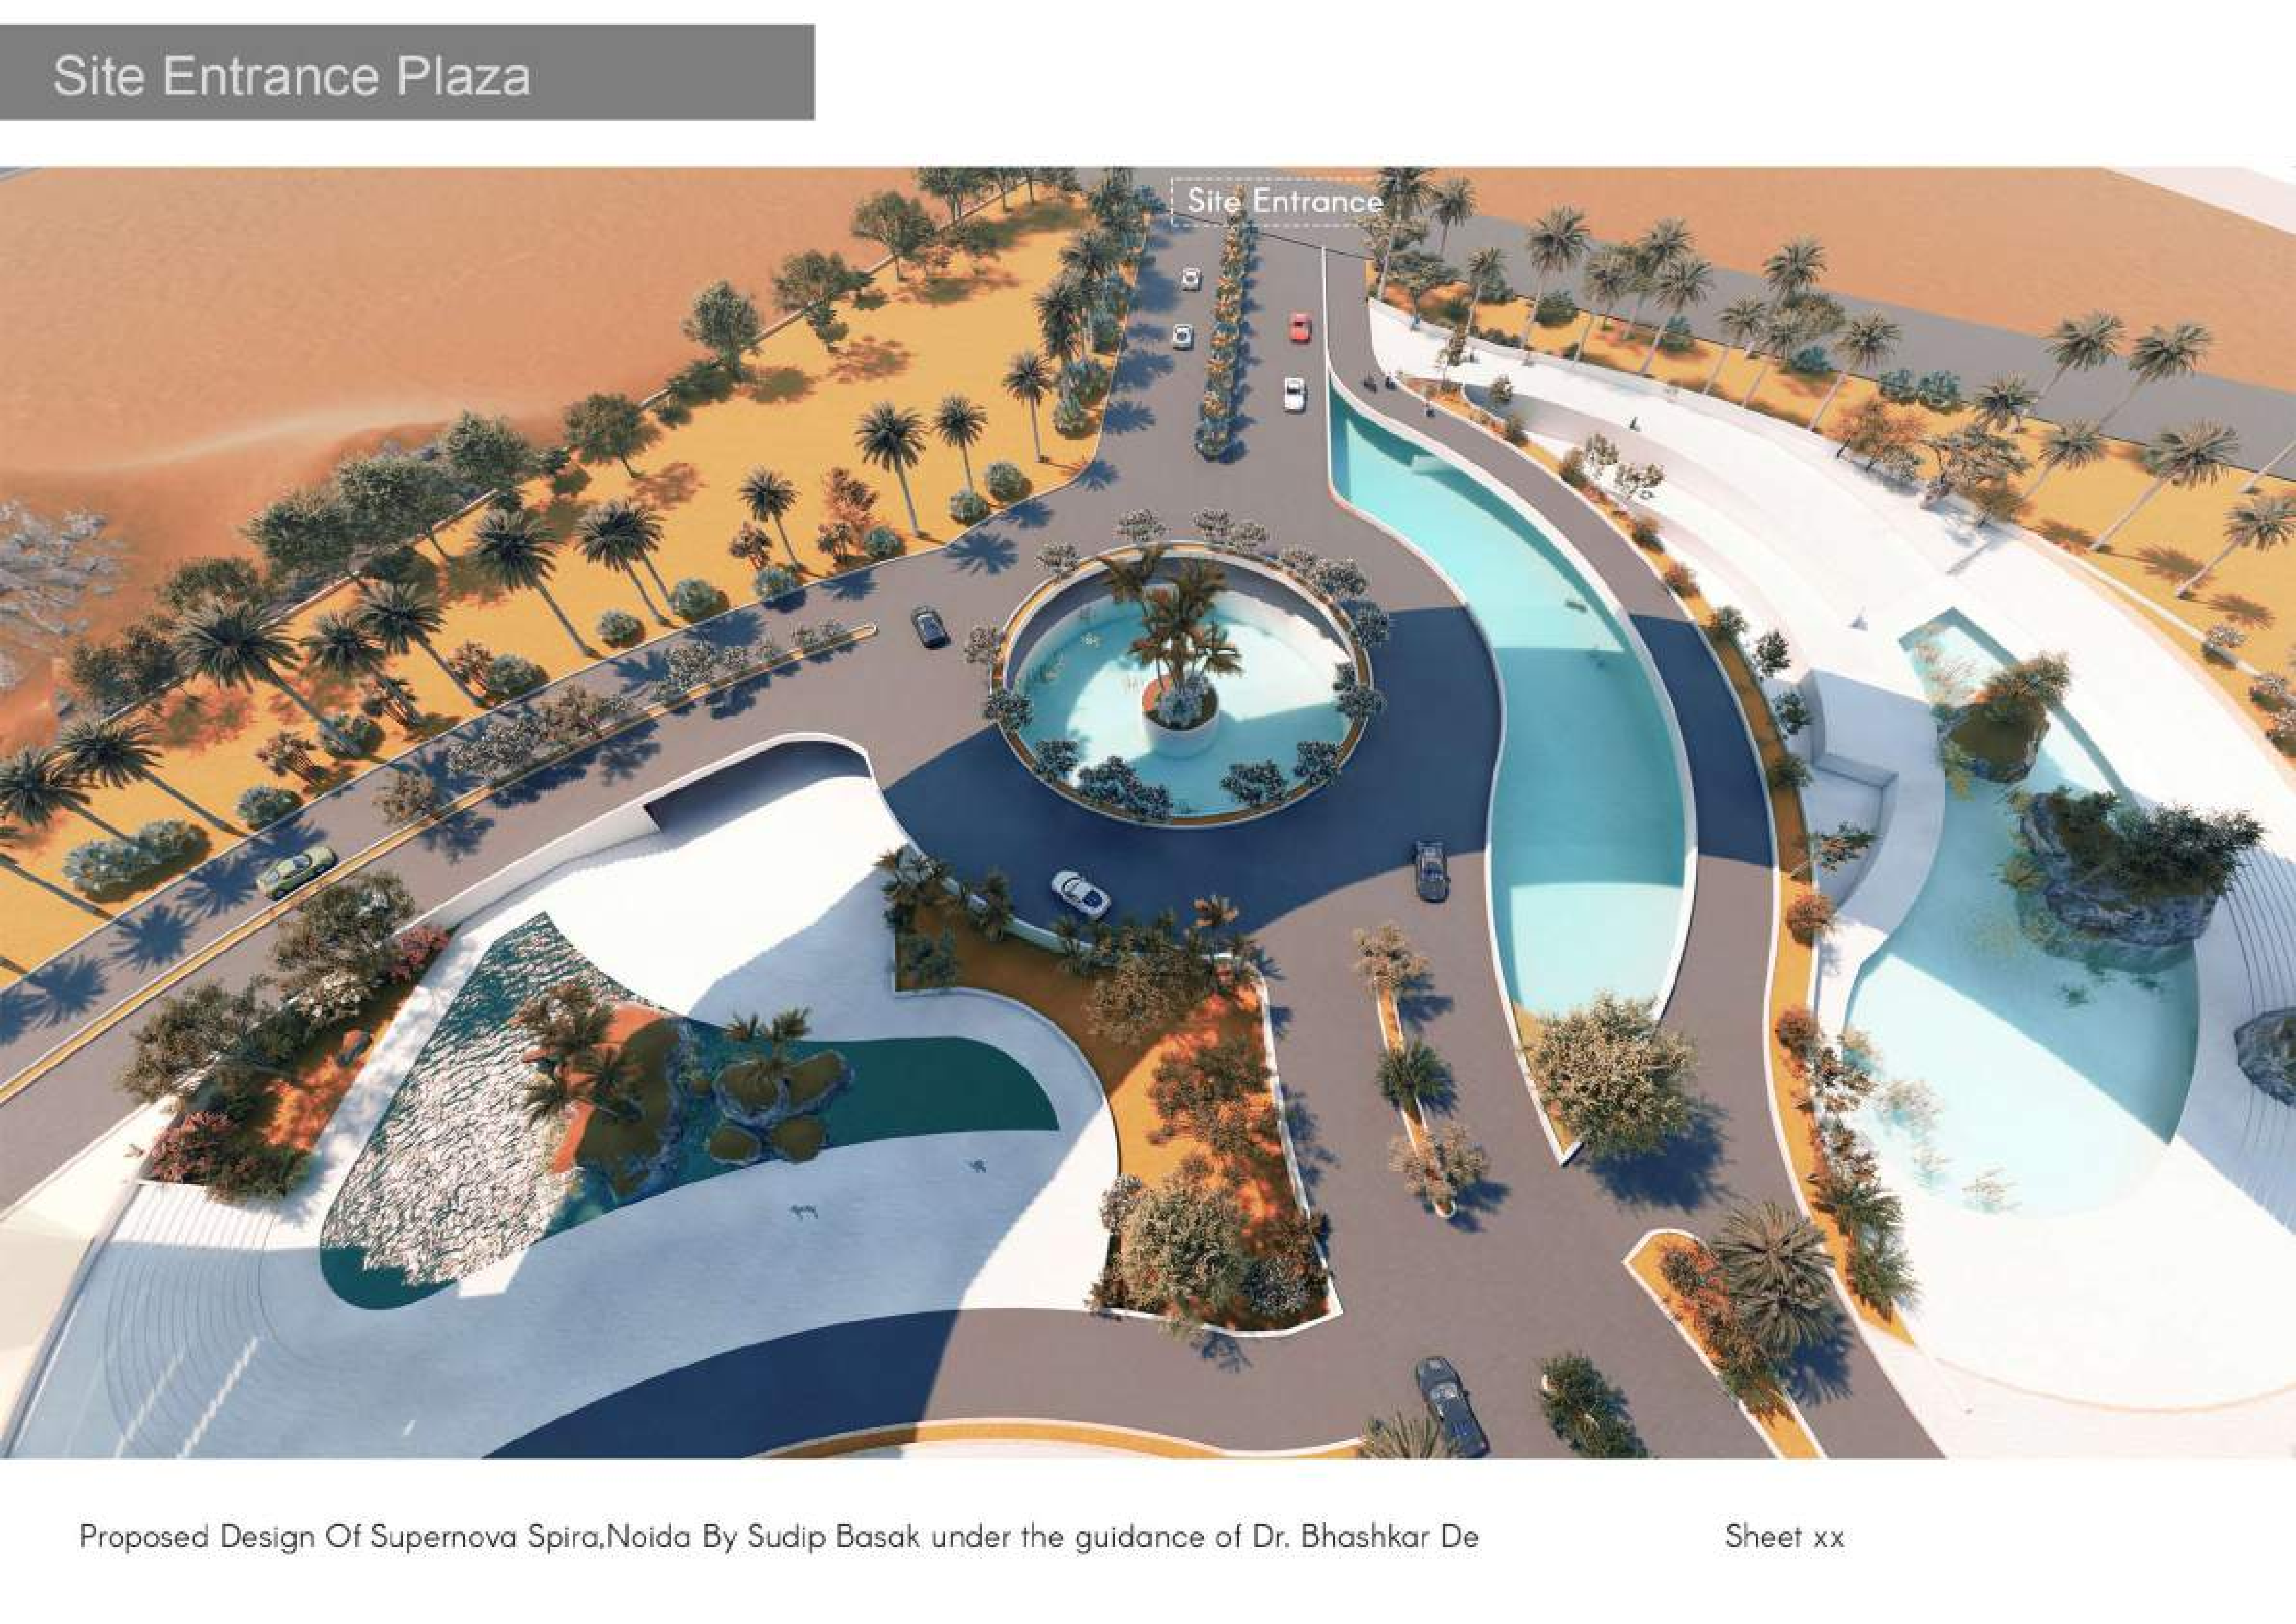 Site Entrance Plaza
Site Entrance
Proposed Design Of Supernova Spira,Noida By Sudip Basak under the guidance of Dr. Bhashkar De
Sheet xx